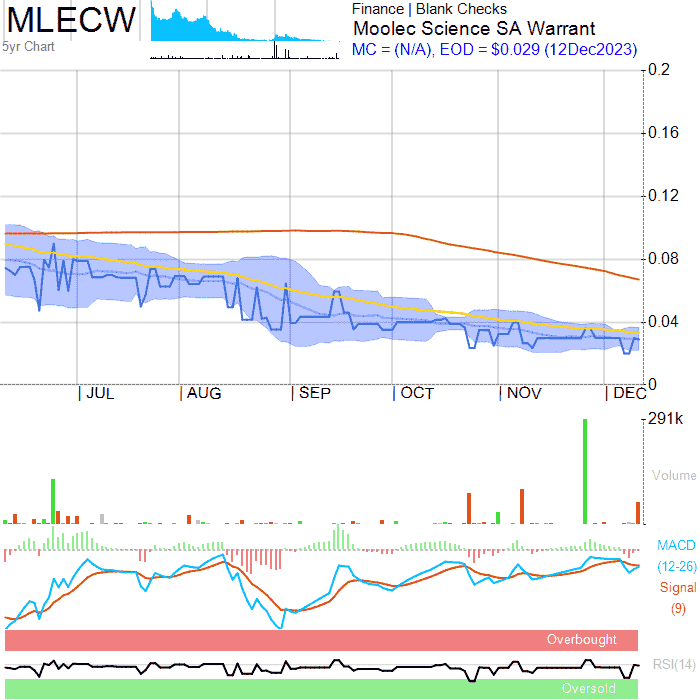 MLECW
5yr Chart
Finance | Blank Checks
Moolec Science SA Warrant
MC = (N/A), EOD = $0.029 (12Dec2023)
0.2
0.16
0.12
0.08
0.04
0
JUL
AUG
SEP
OCT
NOV
DEC
291k
Volume
MACD
(12-26)
Signal
(9)
Overbought
RSI(14)
Oversold